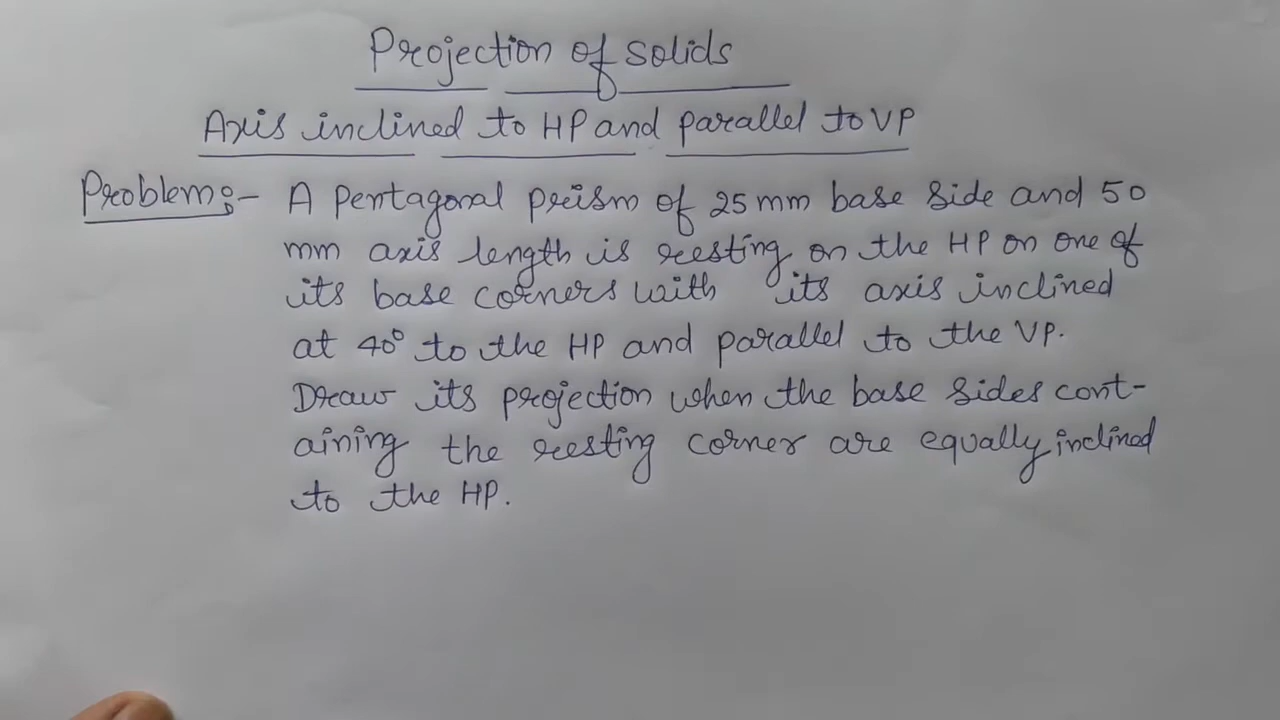 Projection of solids
Axis inclined to HP and parallel to VP
Problem:- A pentagonal prism of 25mm base side and 50
mm axis length is resting on the HP on one of
its base corners with its axis inclined
at 40° to the HP and parallel to the VP.
Draw its projection when the base sides cont-
aining the resting corner are equally inclined
to the HP.